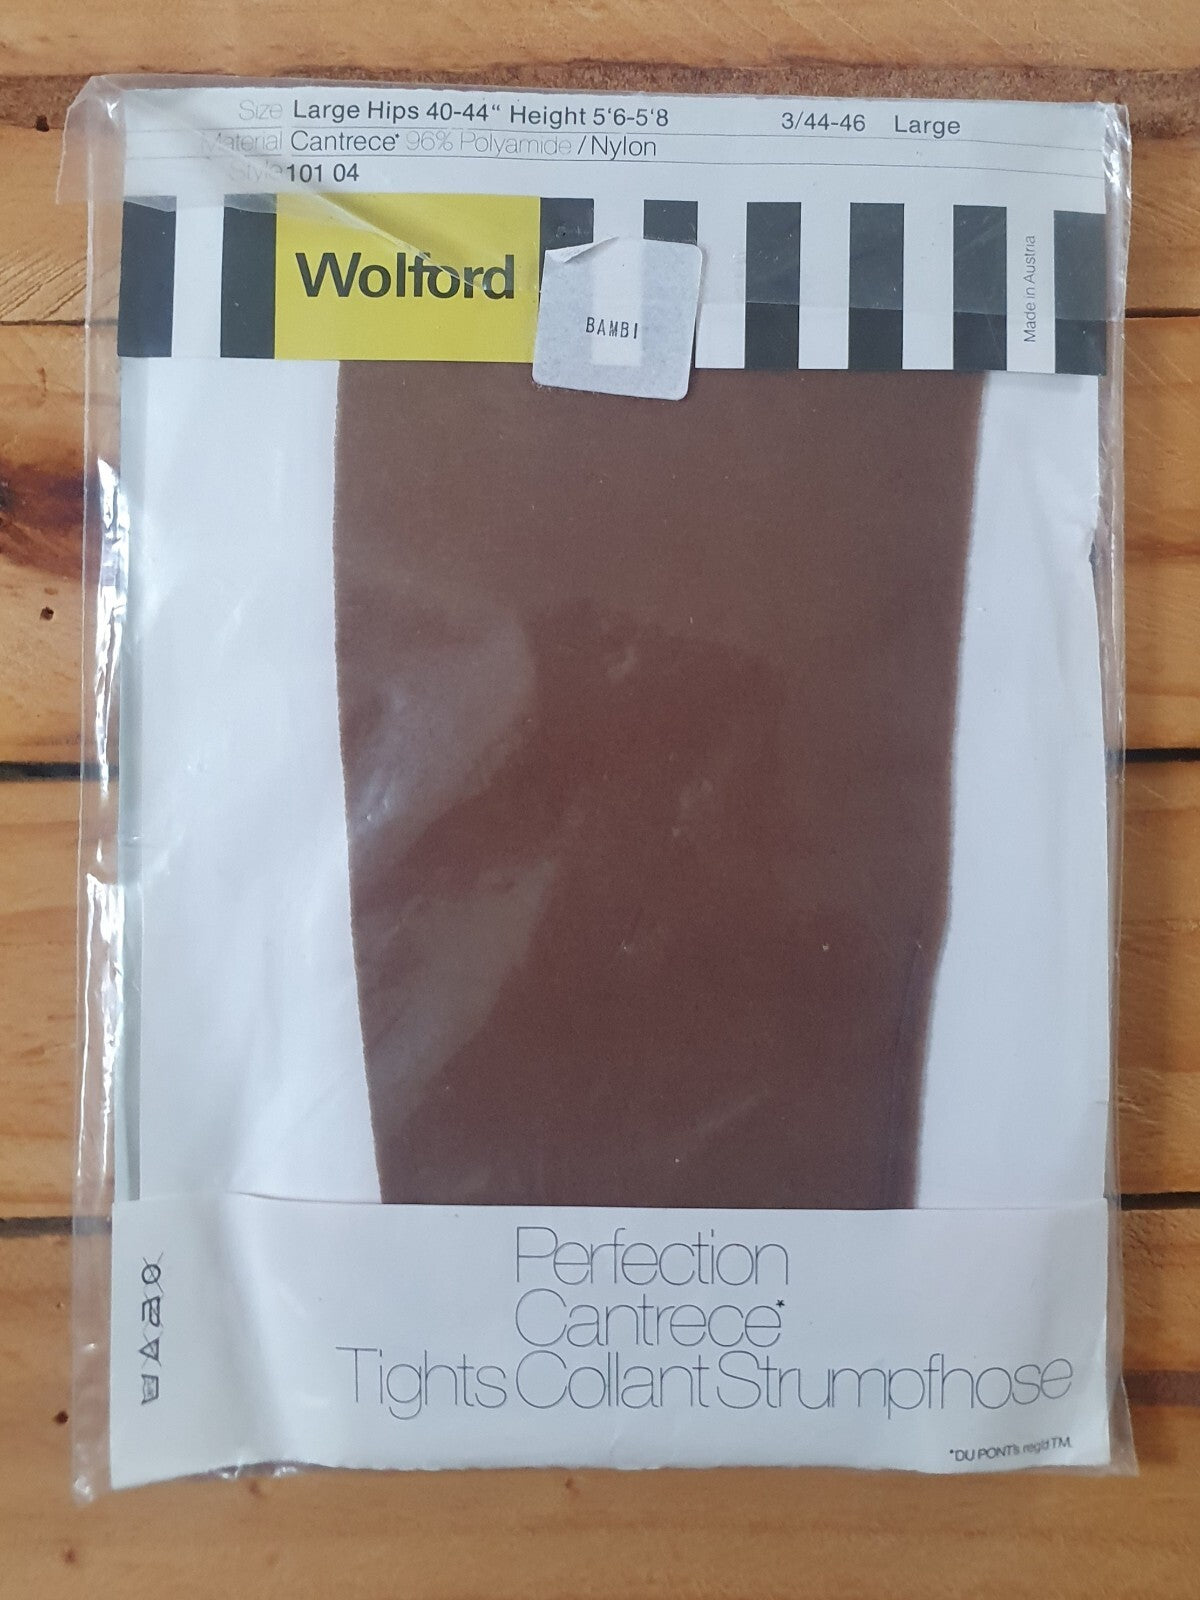 Size Large Hips 40-44“ Height 5‘6-5‘8 3/44-46 Large
Material Cantrece* 96% Polyamide / Nylon
Style 101 04
Wolford
BAMBI
Made in Austria
Perfection
Cantrece*
Tights Collant Strumpfhose
*DU PONT's reg'd TM.